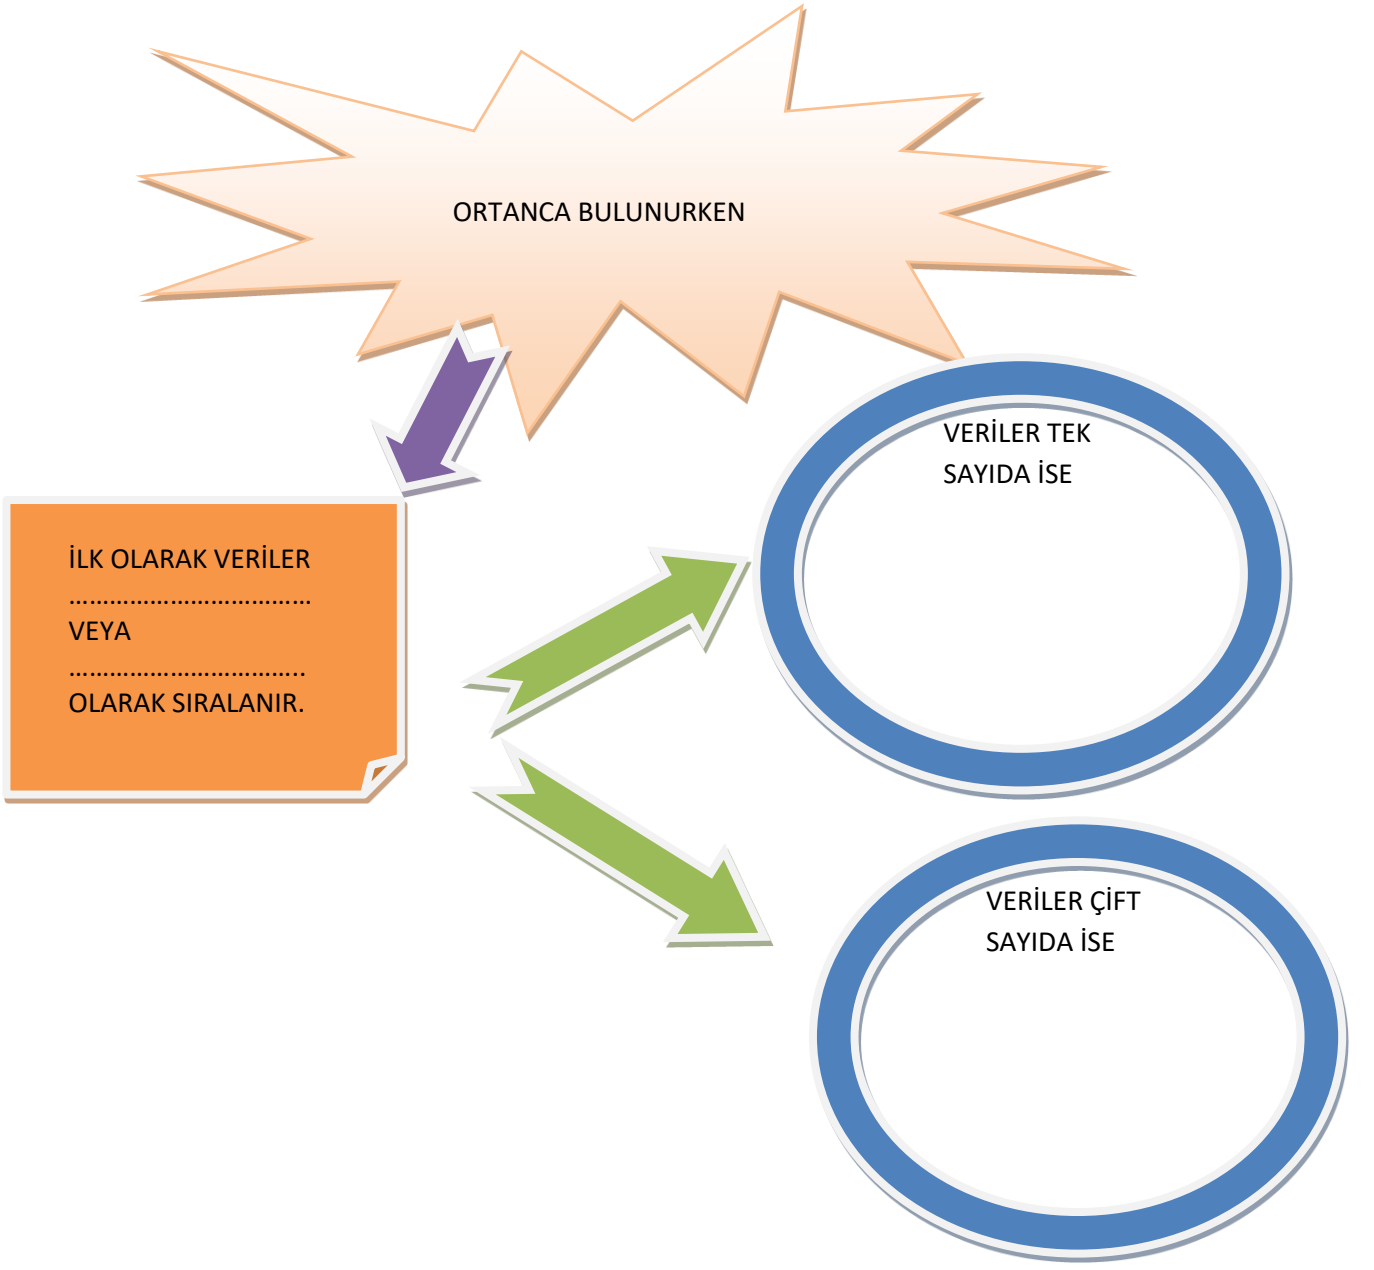 ORTANCA BULUNURKEN
İLK OLARAK VERİLER
………………………………
VEYA
……………………………..
OLARAK SIRALANIR.
VERİLER TEK
SAYIDA İSE
VERİLER ÇİFT
SAYIDA İSE